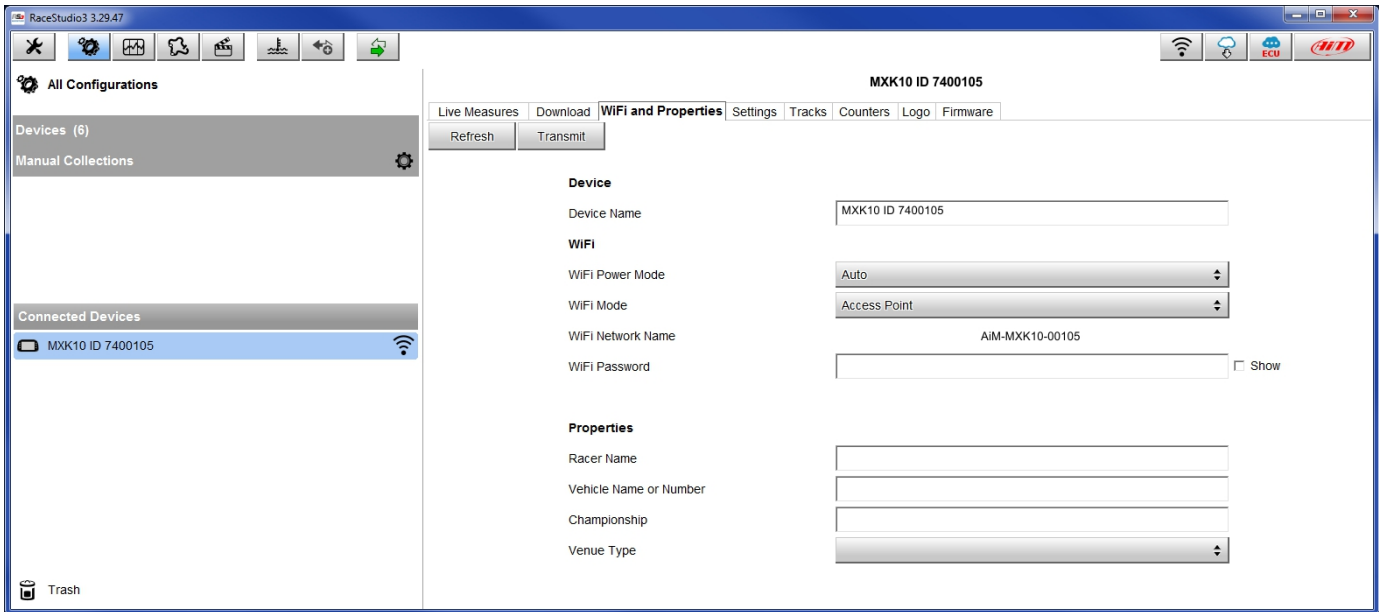 RaceStudio3 3.29.47
ECU
AiM
All Configurations
Devices (6)
Manual Collections
Connected Devices
MXK10 ID 7400105
Trash
MXK10 ID 7400105
Live Measures Download WiFi and Properties Settings Tracks Counters Logo Firmware
Refresh Transmit
Device
Device Name MXK10 ID 7400105
WiFi
WiFi Power Mode Auto
WiFi Mode Access Point
WiFi Network Name AiM-MXK10-00105
WiFi Password Show
Properties
Racer Name
Vehicle Name or Number
Championship
Venue Type